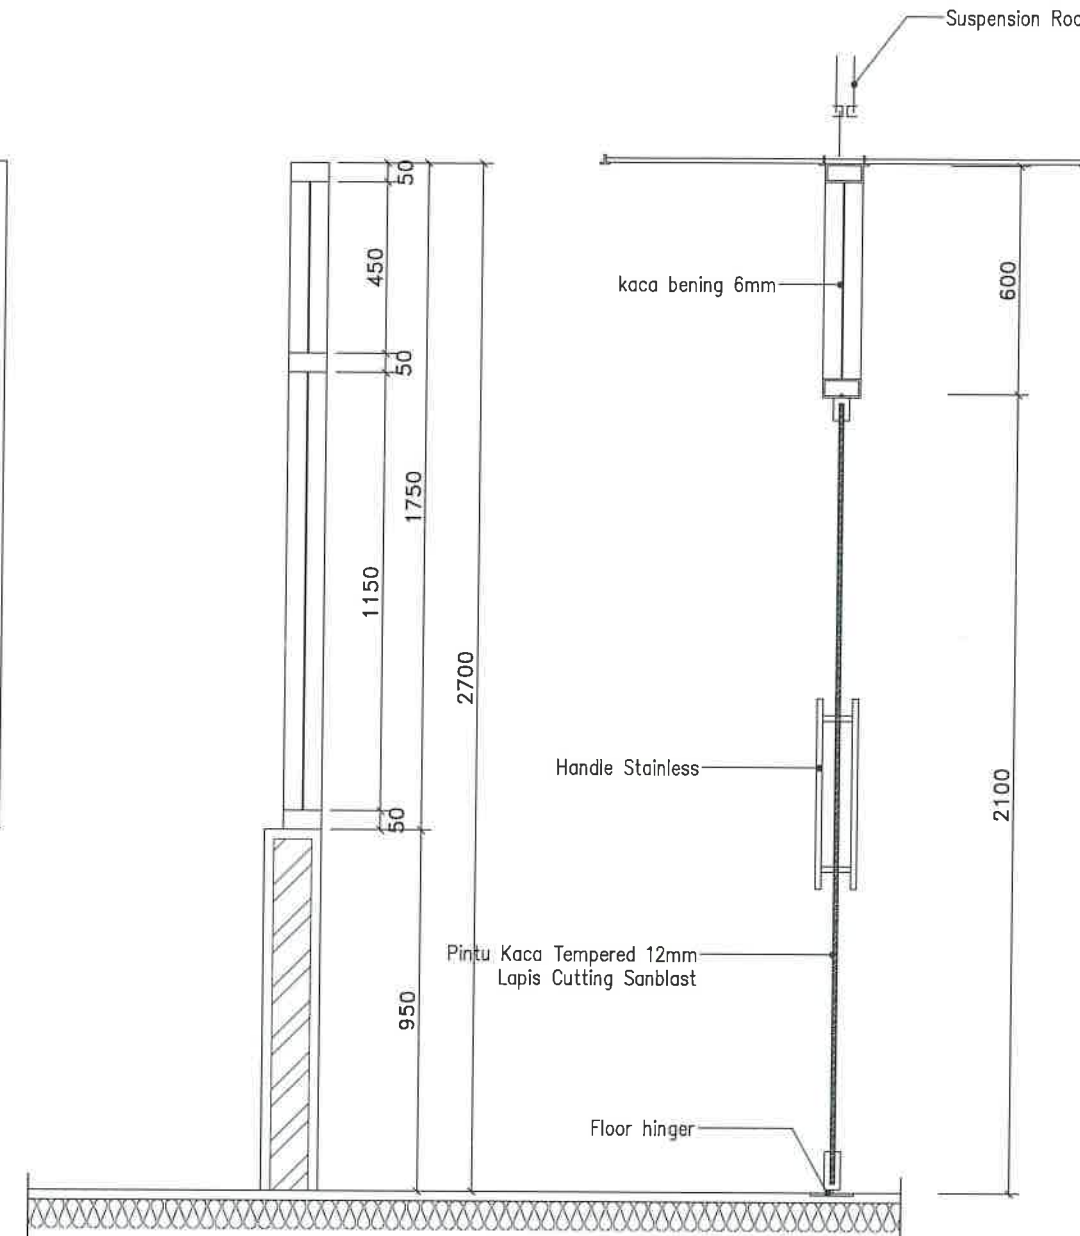 Suspension Rod
50
450
50
1750
1150
2700
50
950
kaca bening 6mm
600
Handle Stainless
2100
Pintu Kaca Tempered 12mm
Lapis Cutting Sanblast
Floor hinger